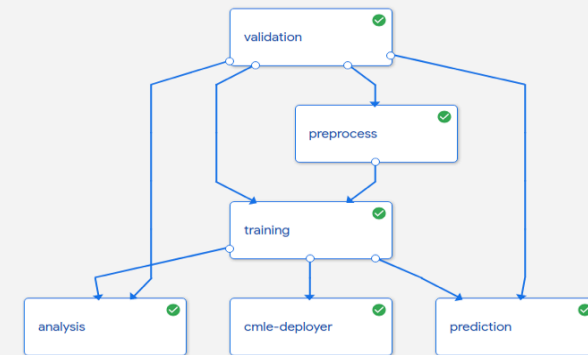 validation
preprocess
training
analysis
cmle-deployer
prediction